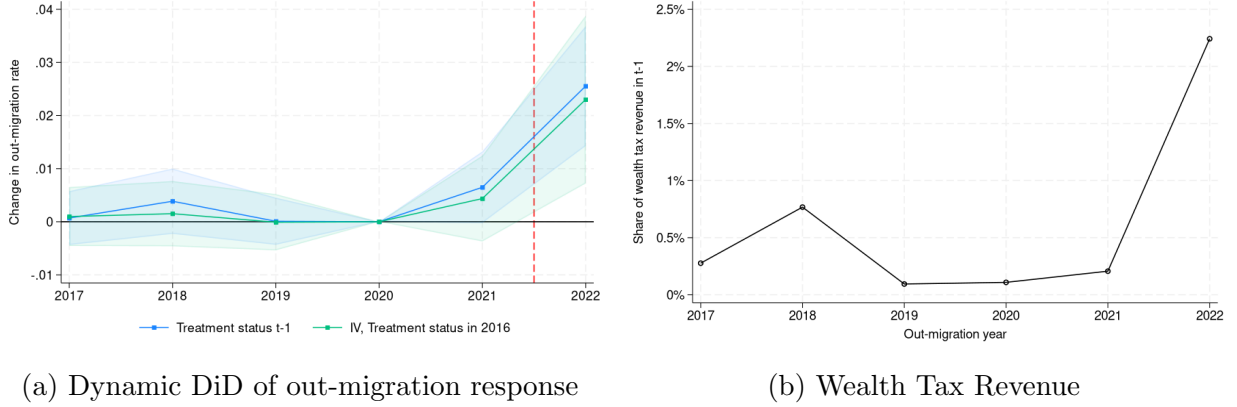 .04
.03
.02
.01
0
-.01
Change in out-migration rate
2017 2018 2019 2020 2021 2022
Treatment status t-1 IV, Treatment status in 2016
(a) Dynamic DiD of out-migration response
2.5%
2%
1.5%
1%
0.5%
0%
Share of wealth tax revenue in t-1
2017 2018 2019 2020 2021 2022
Out-migration year
(b) Wealth Tax Revenue